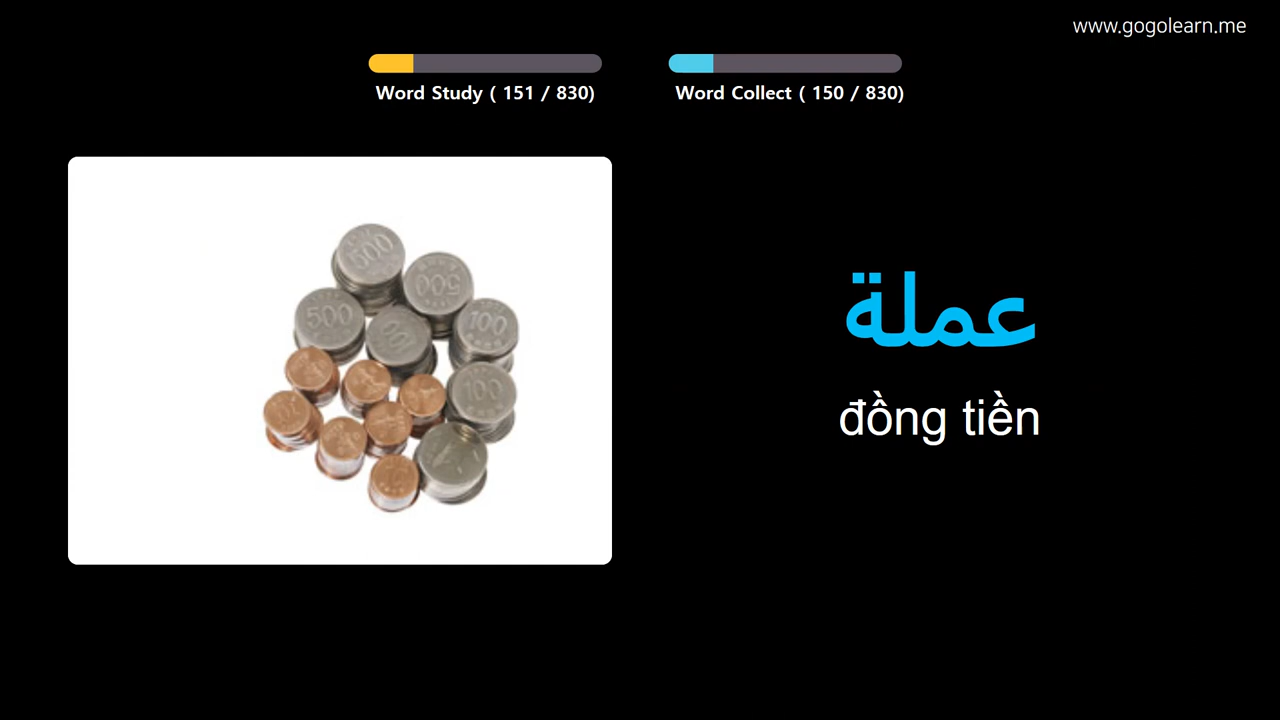 www.gogolearn.me
Word Study ( 151 / 830)
Word Collect ( 150 / 830)
500
500
500
100
100
100
عملة
đồng tiền